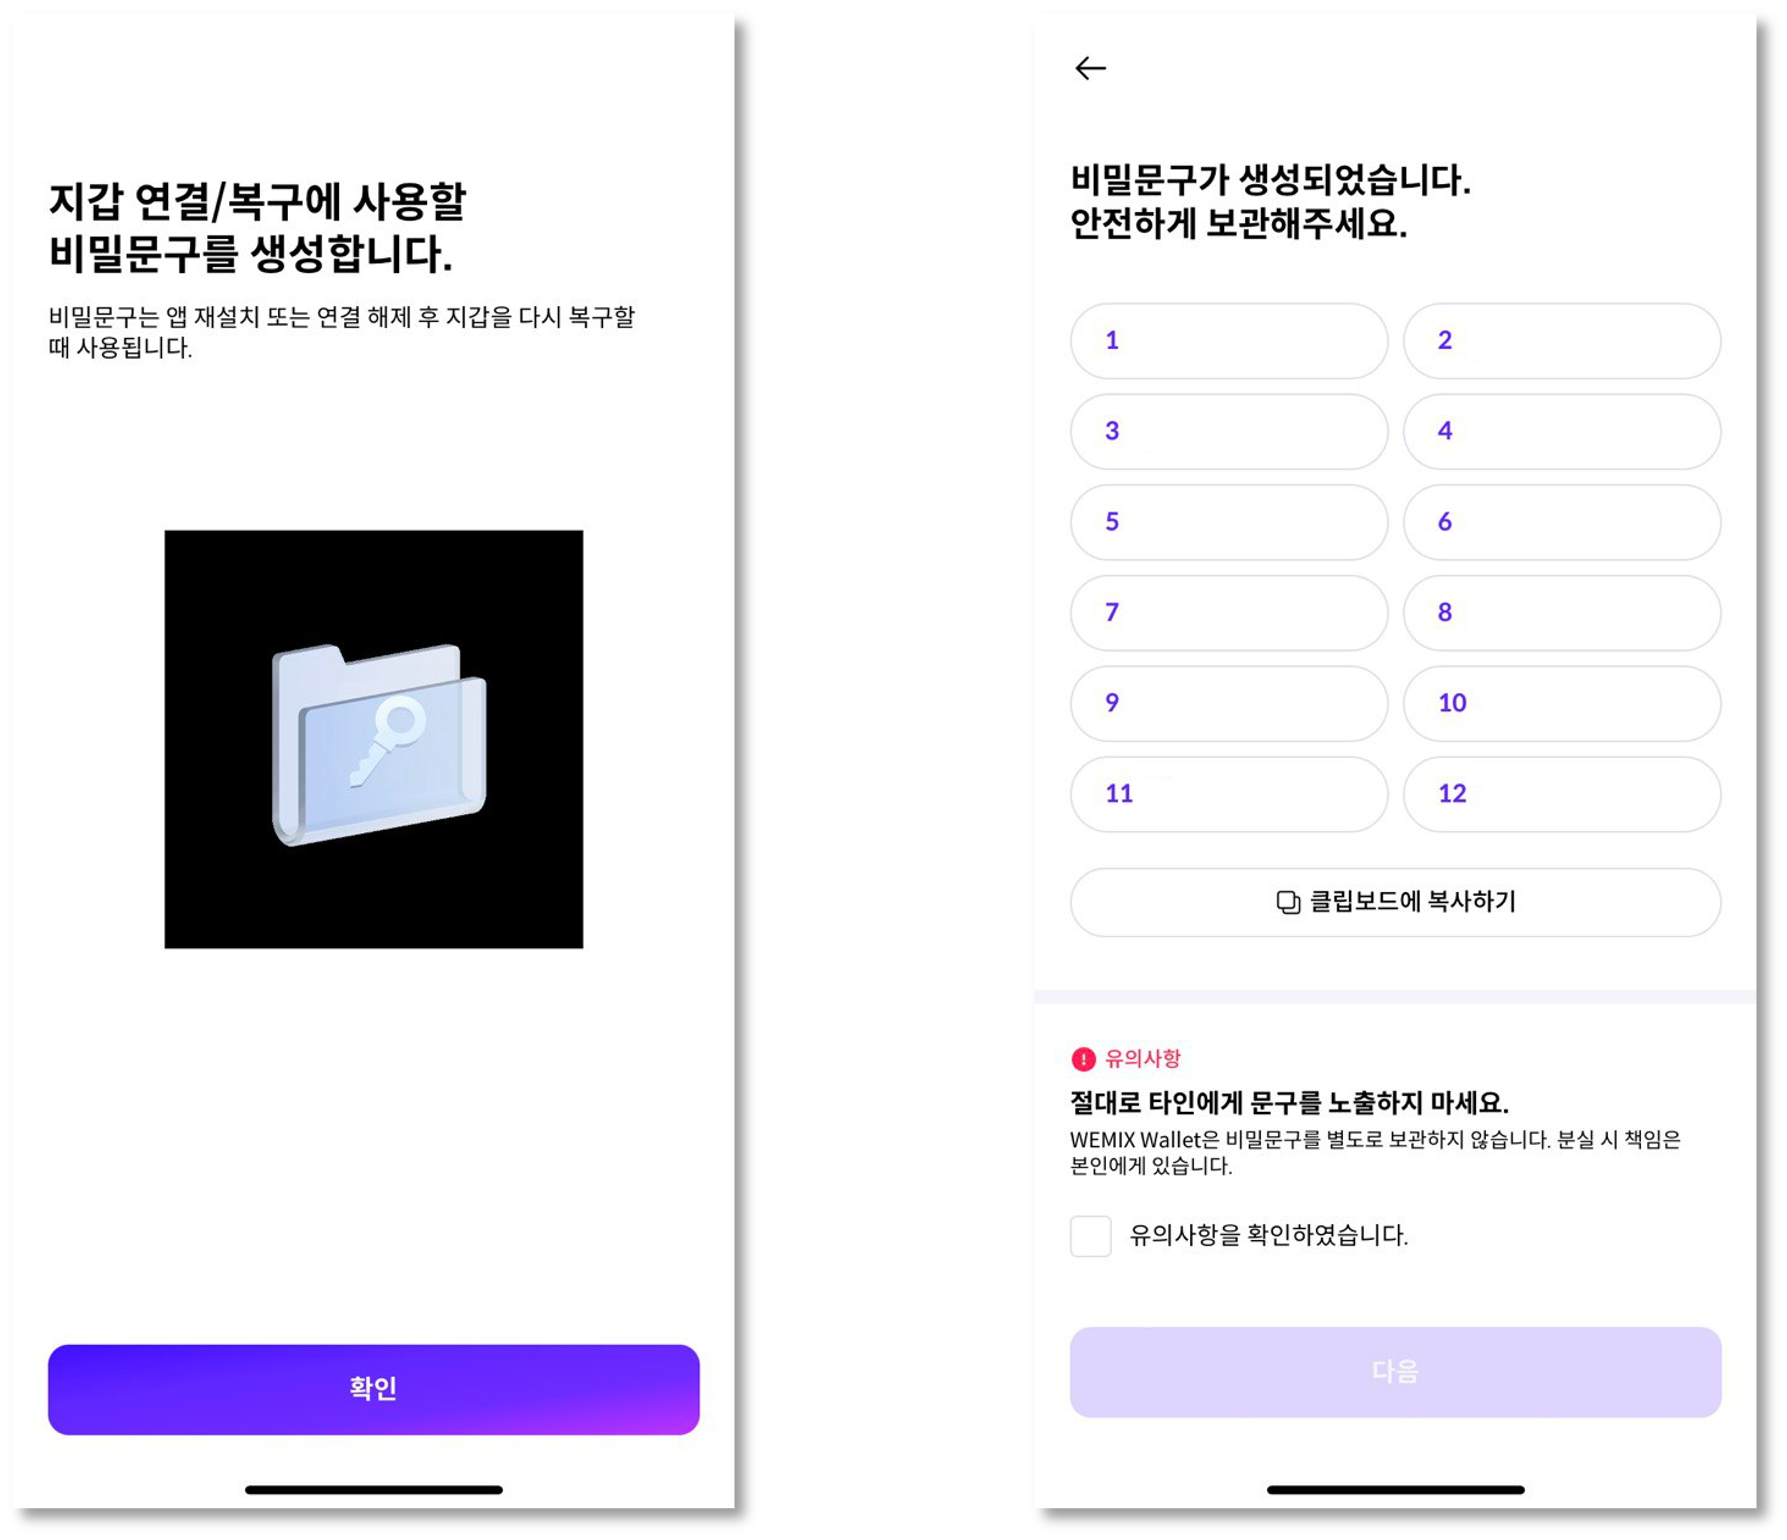 지갑 연결/복구에 사용할
비밀문구를 생성합니다.
비밀문구는 앱 재설치 또는 연결 해제 후 지갑을 다시 복구할
때 사용됩니다.
확인
비밀문구가 생성되었습니다.
안전하게 보관해주세요.
1
2
3
4
5
6
7
8
9
10
11
12
클립보드에 복사하기
유의사항
절대로 타인에게 문구를 노출하지 마세요.
WEMIX Wallet은 비밀문구를 별도로 보관하지 않습니다. 분실 시 책임은
본인에게 있습니다.
유의사항을 확인하였습니다.
다음